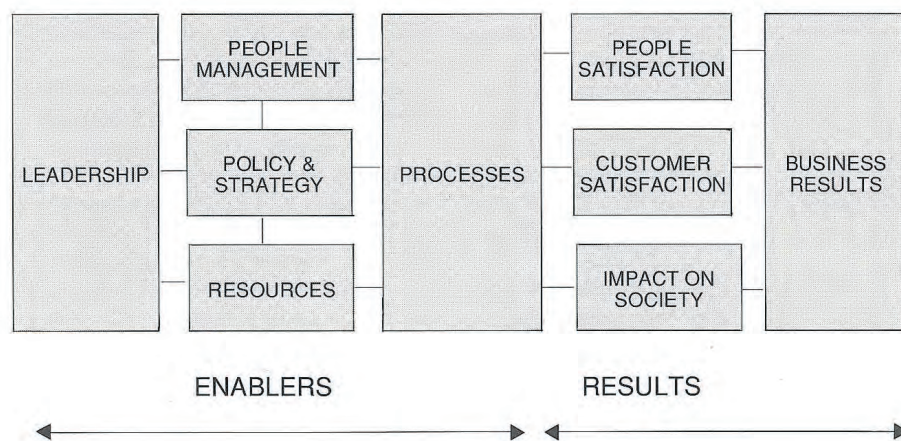 LEADERSHIP
PEOPLE
MANAGEMENT
POLICY &
STRATEGY
RESOURCES
PROCESSES
PEOPLE
SATISFACTION
CUSTOMER
SATISFACTION
IMPACT ON
SOCIETY
BUSINESS
RESULTS
ENABLERS
RESULTS